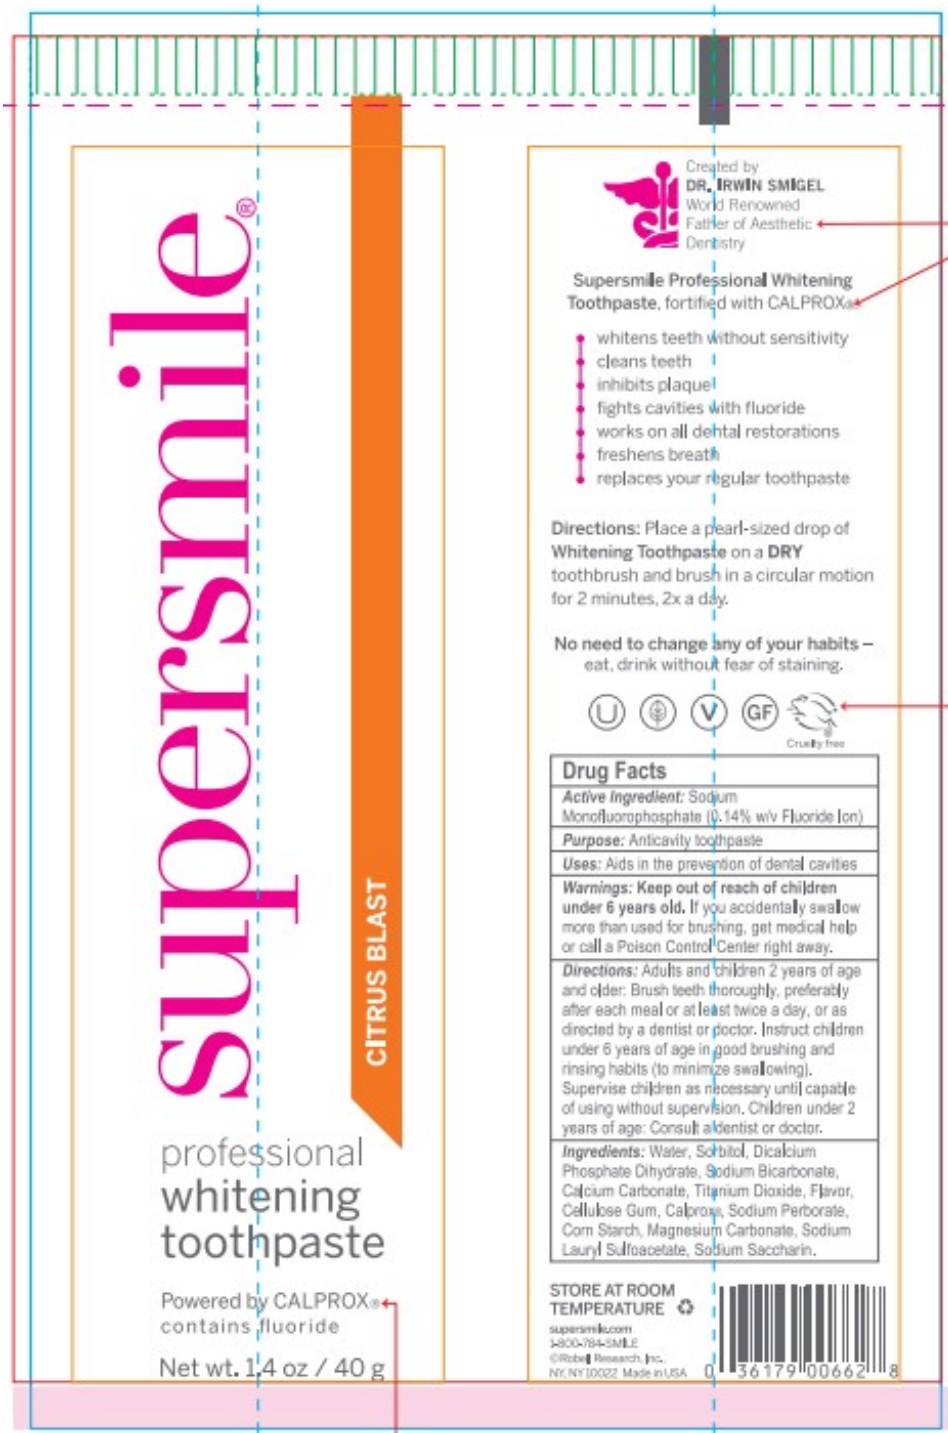 supersmile®
CITRUS BLAST
professional
whitening
toothpaste
Powered by CALPROX®
contains fluoride
Net wt. 1.4 oz / 40 g
Created by
DR. IRWIN SMIGEL
World Renowned
Father of Aesthetic
Dentistry
Supersmile Professional Whitening
Toothpaste, fortified with CALPROX®
whitens teeth without sensitivity
cleans teeth
inhibits plaque
fights cavities with fluoride
works on all dental restorations
freshens breath
replaces your regular toothpaste
Directions: Place a pearl-sized drop of
Whitening Toothpaste on a DRY
toothbrush and brush in a circular motion
for 2 minutes, 2x a day.
No need to change any of your habits –
eat, drink without fear of staining.
U V GF
Cruelty free
Drug Facts
Active Ingredient: Sodium
Monofluorophosphate (0.14% w/v Fluoride Ion)
Purpose: Anticavity toothpaste
Uses: Aids in the prevention of dental cavities
Warnings: Keep out of reach of children
under 6 years old. If you accidentally swallow
more than used for brushing, get medical help
or call a Poison Control Center right away.
Directions: Adults and children 2 years of age
and older: Brush teeth thoroughly, preferably
after each meal or at least twice a day, or as
directed by a dentist or doctor. Instruct children
under 6 years of age in good brushing and
rinsing habits (to minimize swallowing).
Supervise children as necessary until capable
of using without supervision. Children under 2
years of age: Consult a dentist or doctor.
Ingredients: Water, Sorbitol, Dicalcium
Phosphate Dihydrate, Sodium Bicarbonate,
Calcium Carbonate, Titanium Dioxide, Flavor,
Cellulose Gum, Calprox, Sodium Perborate,
Corn Starch, Magnesium Carbonate, Sodium
Lauryl Sulfoacetate, Sodium Saccharin.
STORE AT ROOM
TEMPERATURE
supersmile.com
1-800-784-SMILE
©Robell Research, Inc.,
NY, NY 10022 Made in USA
0 36179 00662 8